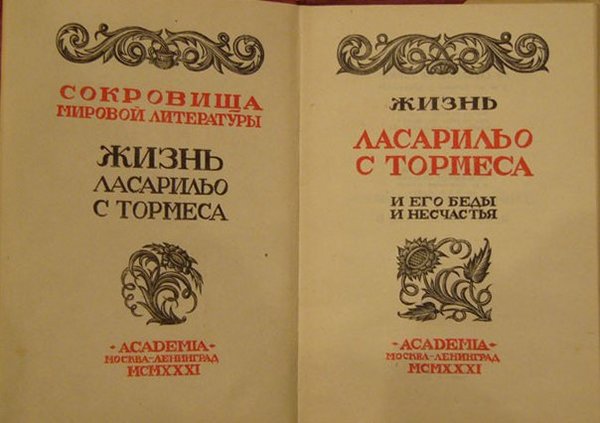 СОКРОВИЩА
МИРОВОЙ ЛИТЕРАТУРЫ
ЖИЗНЬ
ЛАСАРИЛЬО
С ТОРМЕСА
·ACADEMIA·
МОСКВА-ЛЕНИНГРАД
MCMXXXI
ЖИЗНЬ
ЛАСАРИЛЬО
С ТОРМЕСА
И ЕГО БЕДЫ
И НЕСЧАСТЬЯ
·ACADEMIA·
МОСКВА-ЛЕНИНГРАД
MCMXXXI